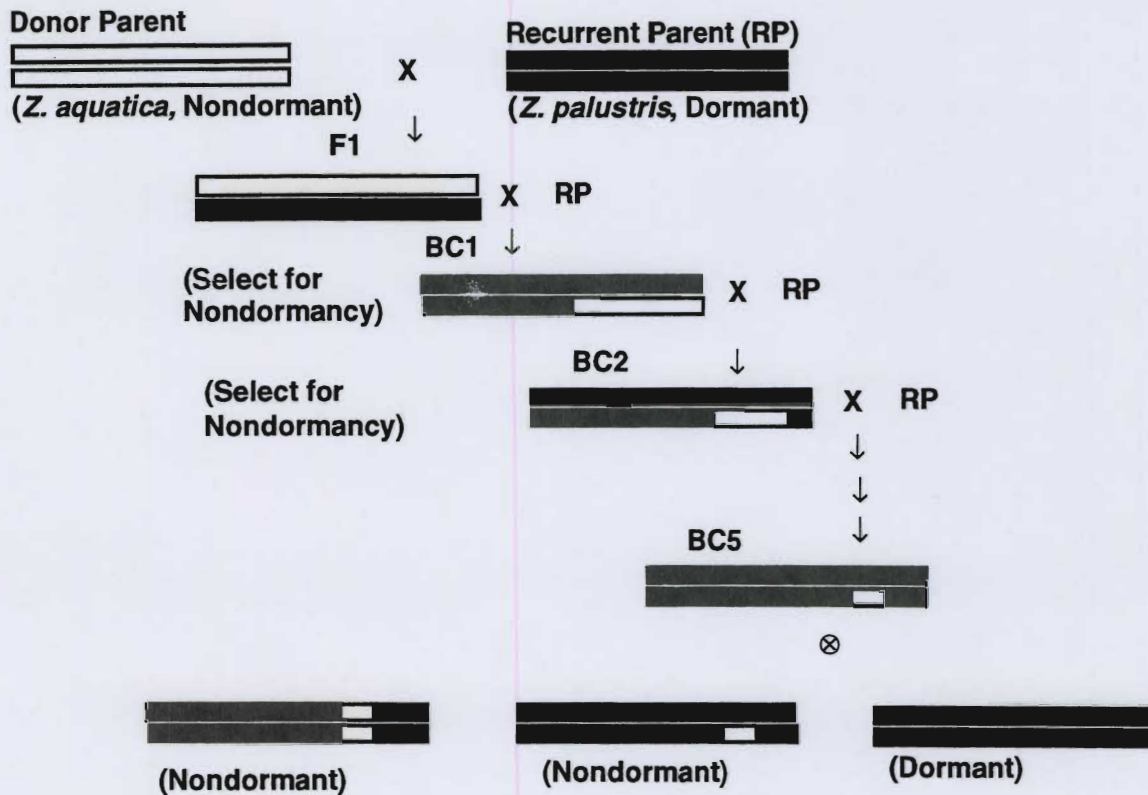 Donor Parent
Recurrent Parent (RP)
X
(Z. aquatica, Nondormant)
(Z. palustris, Dormant)
↓
F1
X RP
↓
BC1
(Select for
Nondormancy)
X RP
↓
BC2
(Select for
Nondormancy)
X RP
↓
↓
↓
BC5
⊗
(Nondormant)
(Nondormant)
(Dormant)